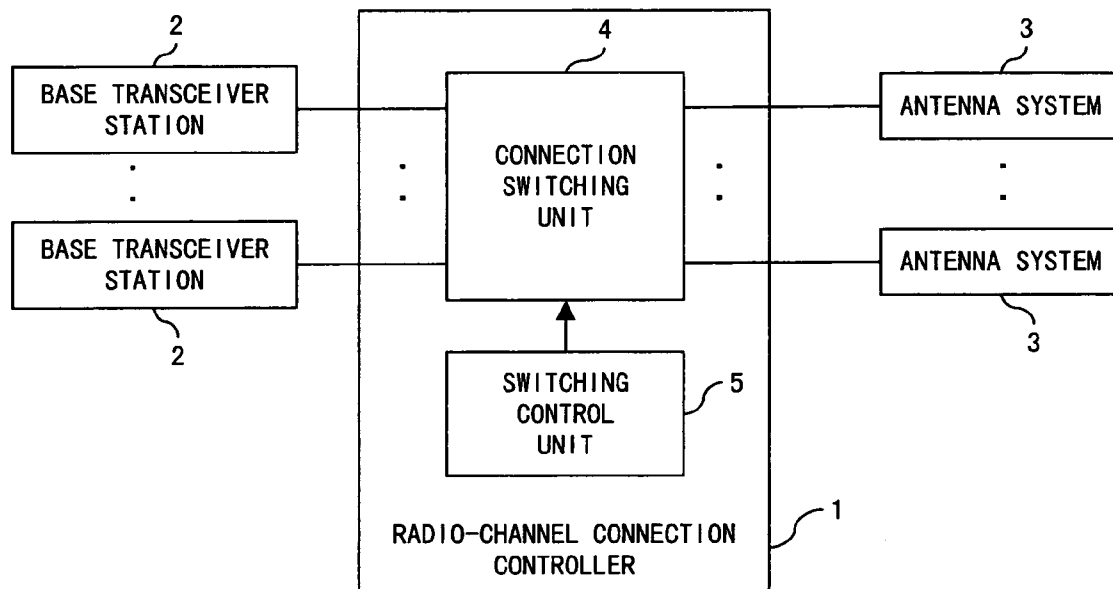 2
4
3
BASE TRANSCEIVER
STATION
CONNECTION
SWITCHING
UNIT
ANTENNA SYSTEM
BASE TRANSCEIVER
STATION
ANTENNA SYSTEM
2
3
SWITCHING
CONTROL
UNIT
5
RADIO-CHANNEL CONNECTION
CONTROLLER
1